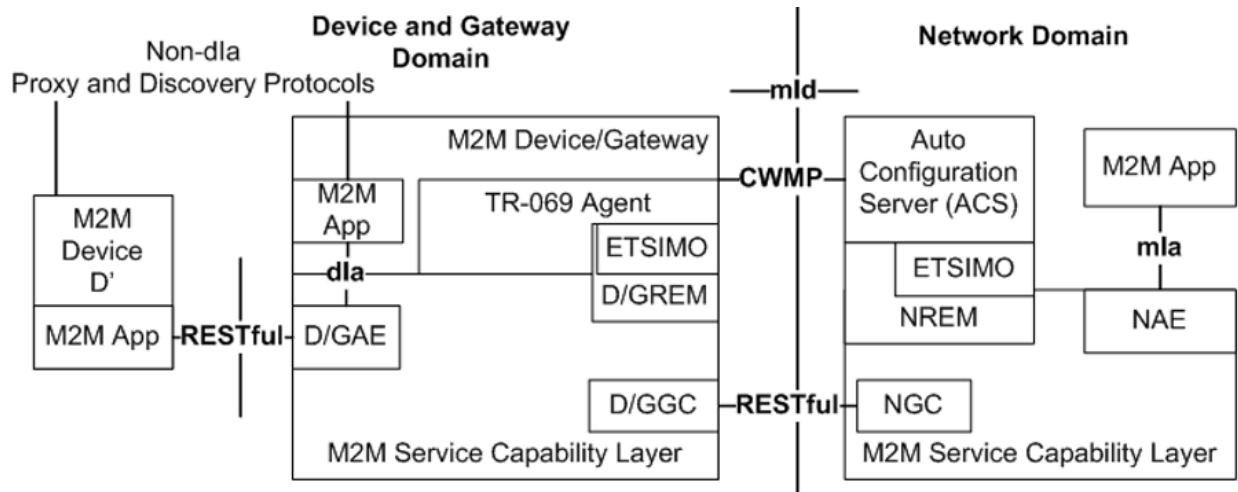 Device and Gateway
Domain
Network Domain
Non-dIa
Proxy and Discovery Protocols
mId
M2M Device/Gateway
Auto
Configuration
Server (ACS)
M2M App
CWMP
M2M
App
TR-069 Agent
M2M
Device
D’
ETSIMO
mIa
dIa
ETSIMO
D/GREM
NREM
NAE
M2M App
RESTful
D/GAE
D/GGC
RESTful
NGC
M2M Service Capability Layer
M2M Service Capability Layer